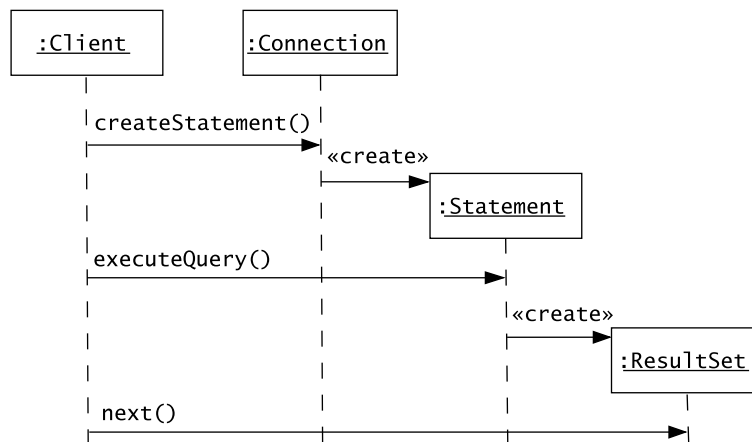 :Client
:Connection
createStatement()
«create»
:Statement
executeQuery()
«create»
:ResultSet
next()